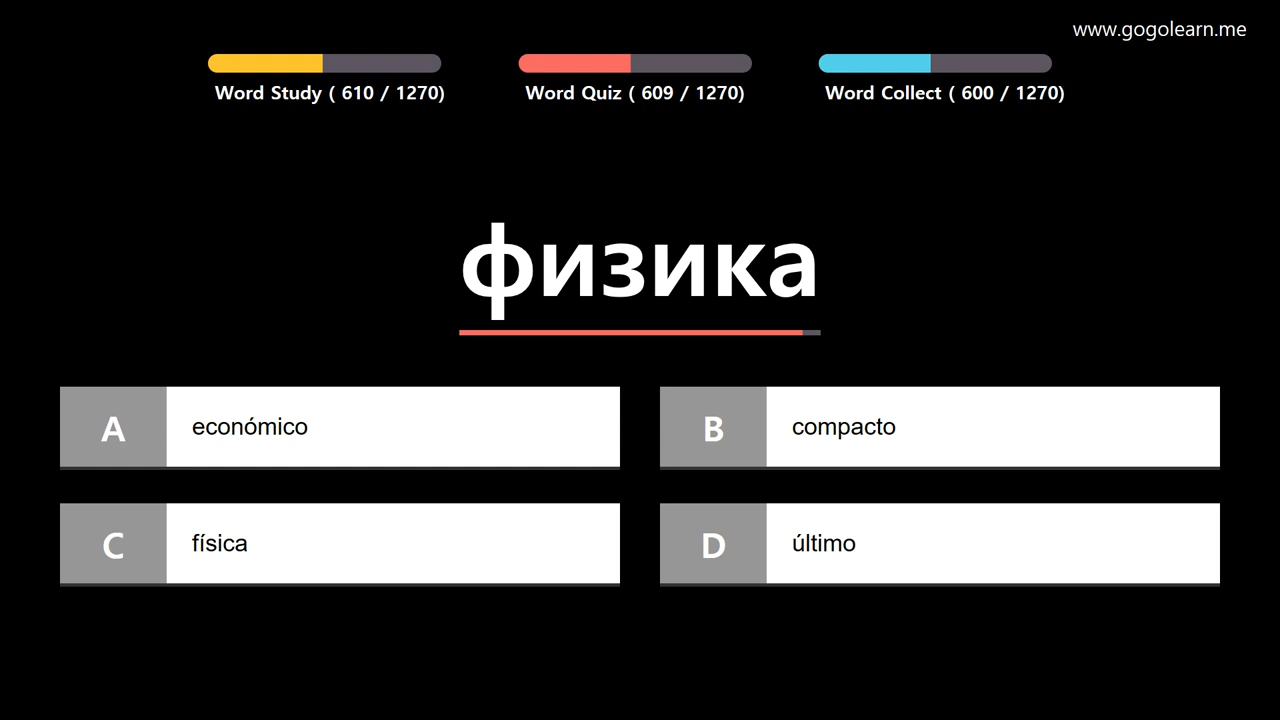 www.gogolearn.me
Word Study ( 610 / 1270)
Word Quiz ( 609 / 1270)
Word Collect ( 600 / 1270)
физика
A
económico
B
compacto
C
física
D
último